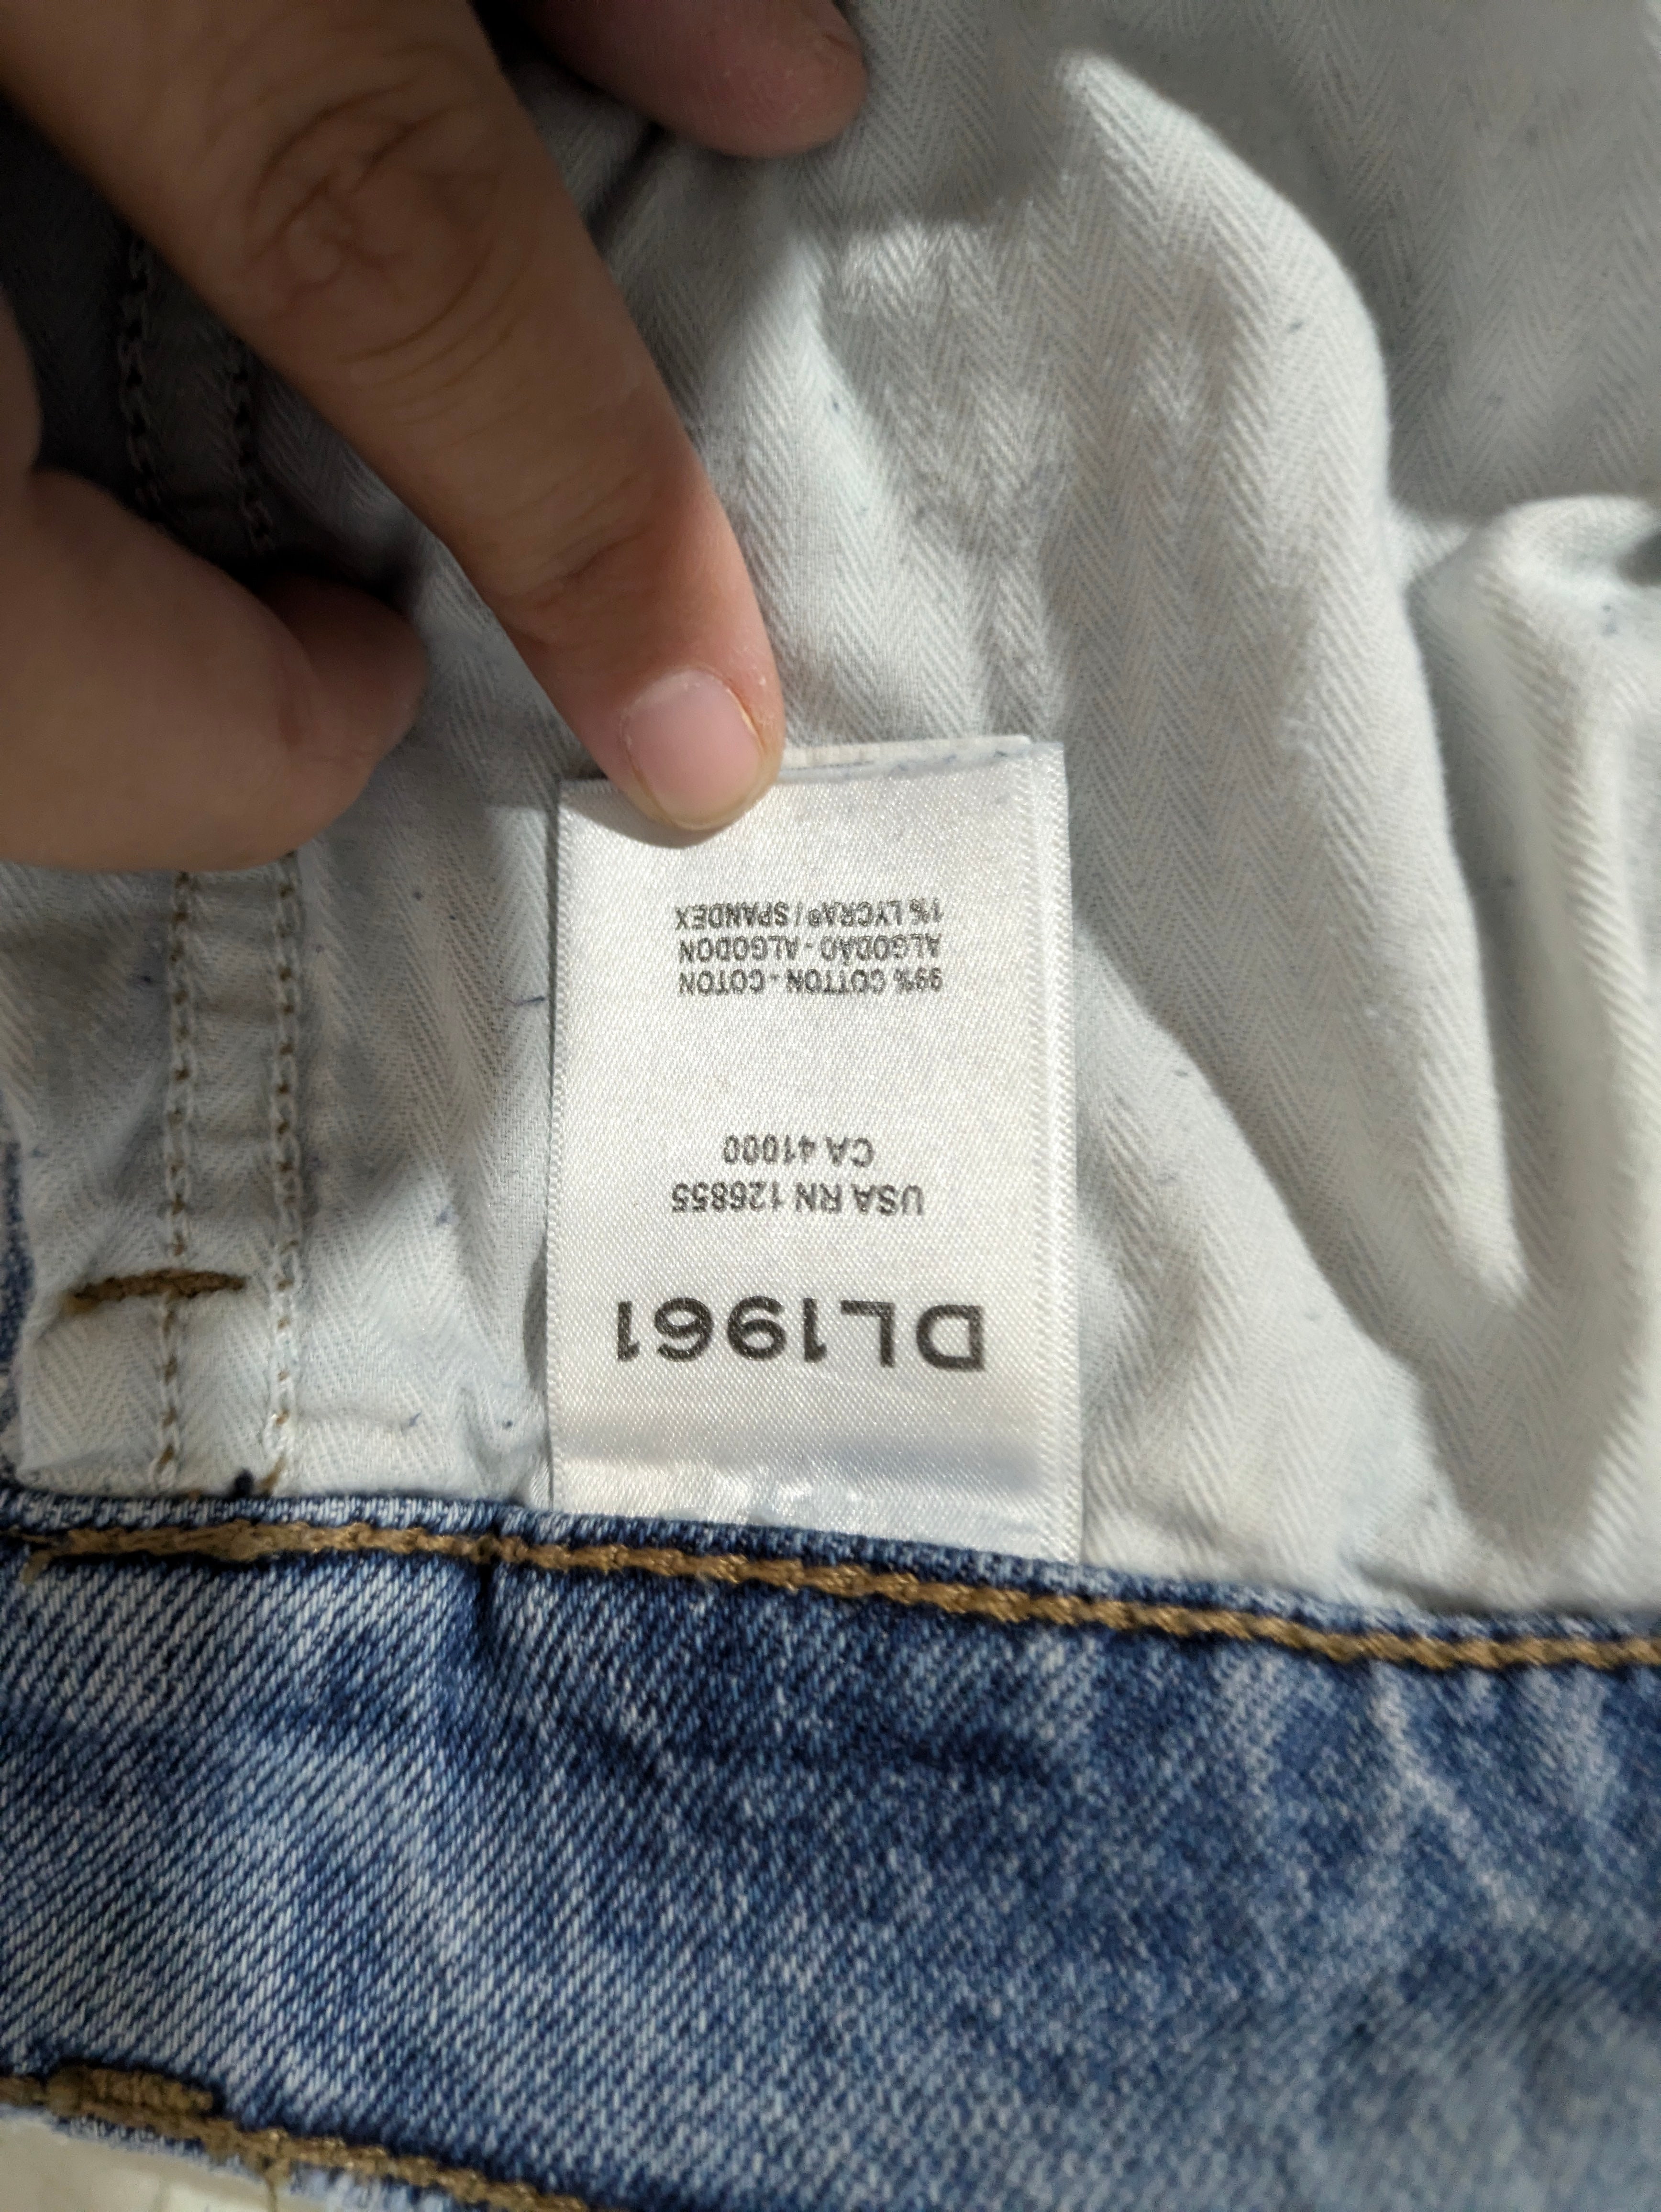 DL1961
USA RN 126855
CA 41000
99% COTTON - COTON
ALGODÃO - ALGODON
1% LYCRA® / SPANDEX